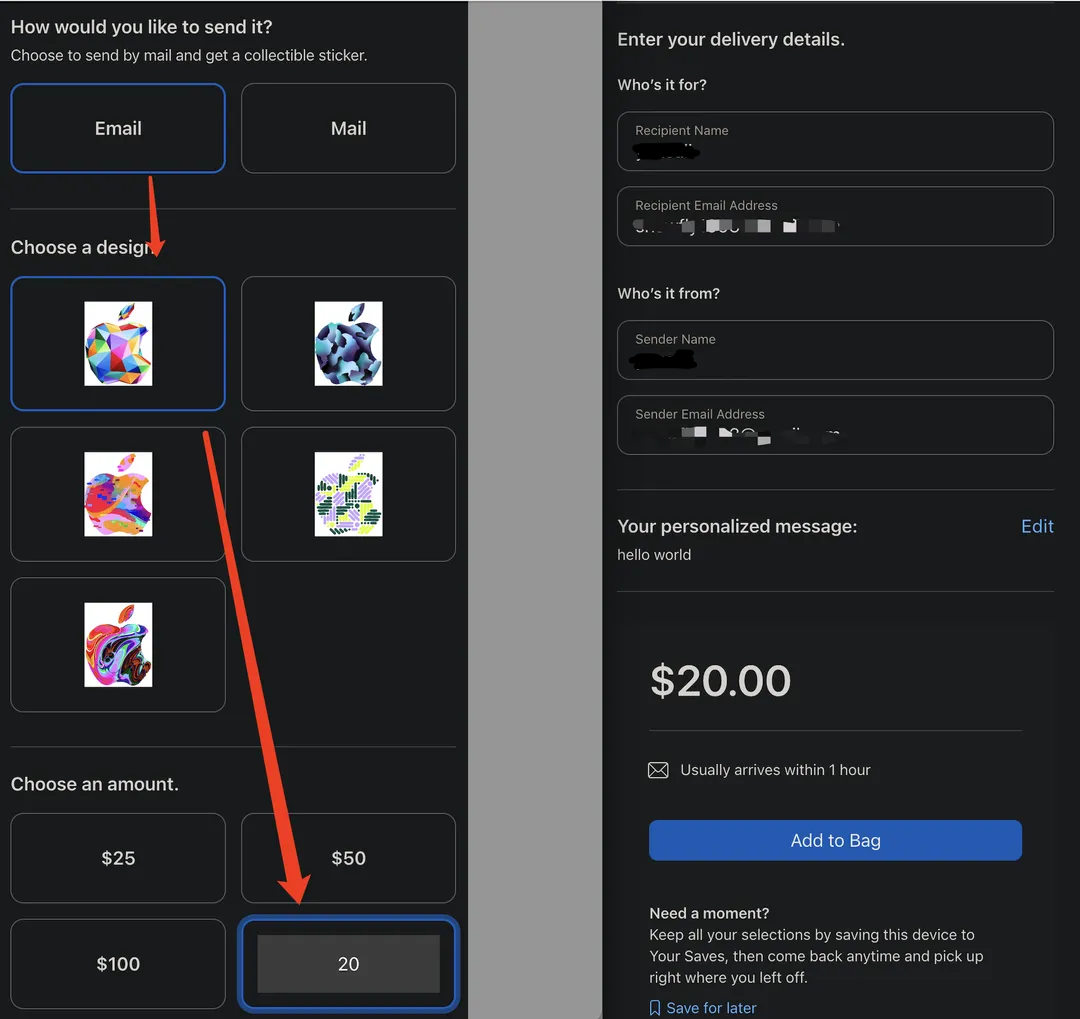 How would you like to send it?
Choose to send by mail and get a collectible sticker.
Email
Mail
Choose a design.
Choose an amount.
$25
$50
$100
20
Enter your delivery details.
Who's it for?
Recipient Name
Recipient Email Address
Who's it from?
Sender Name
Sender Email Address
Your personalized message:
Edit
hello world
$20.00
Usually arrives within 1 hour
Add to Bag
Need a moment?
Keep all your selections by saving this device to
Your Saves, then come back anytime and pick up
right where you left off.
Save for later